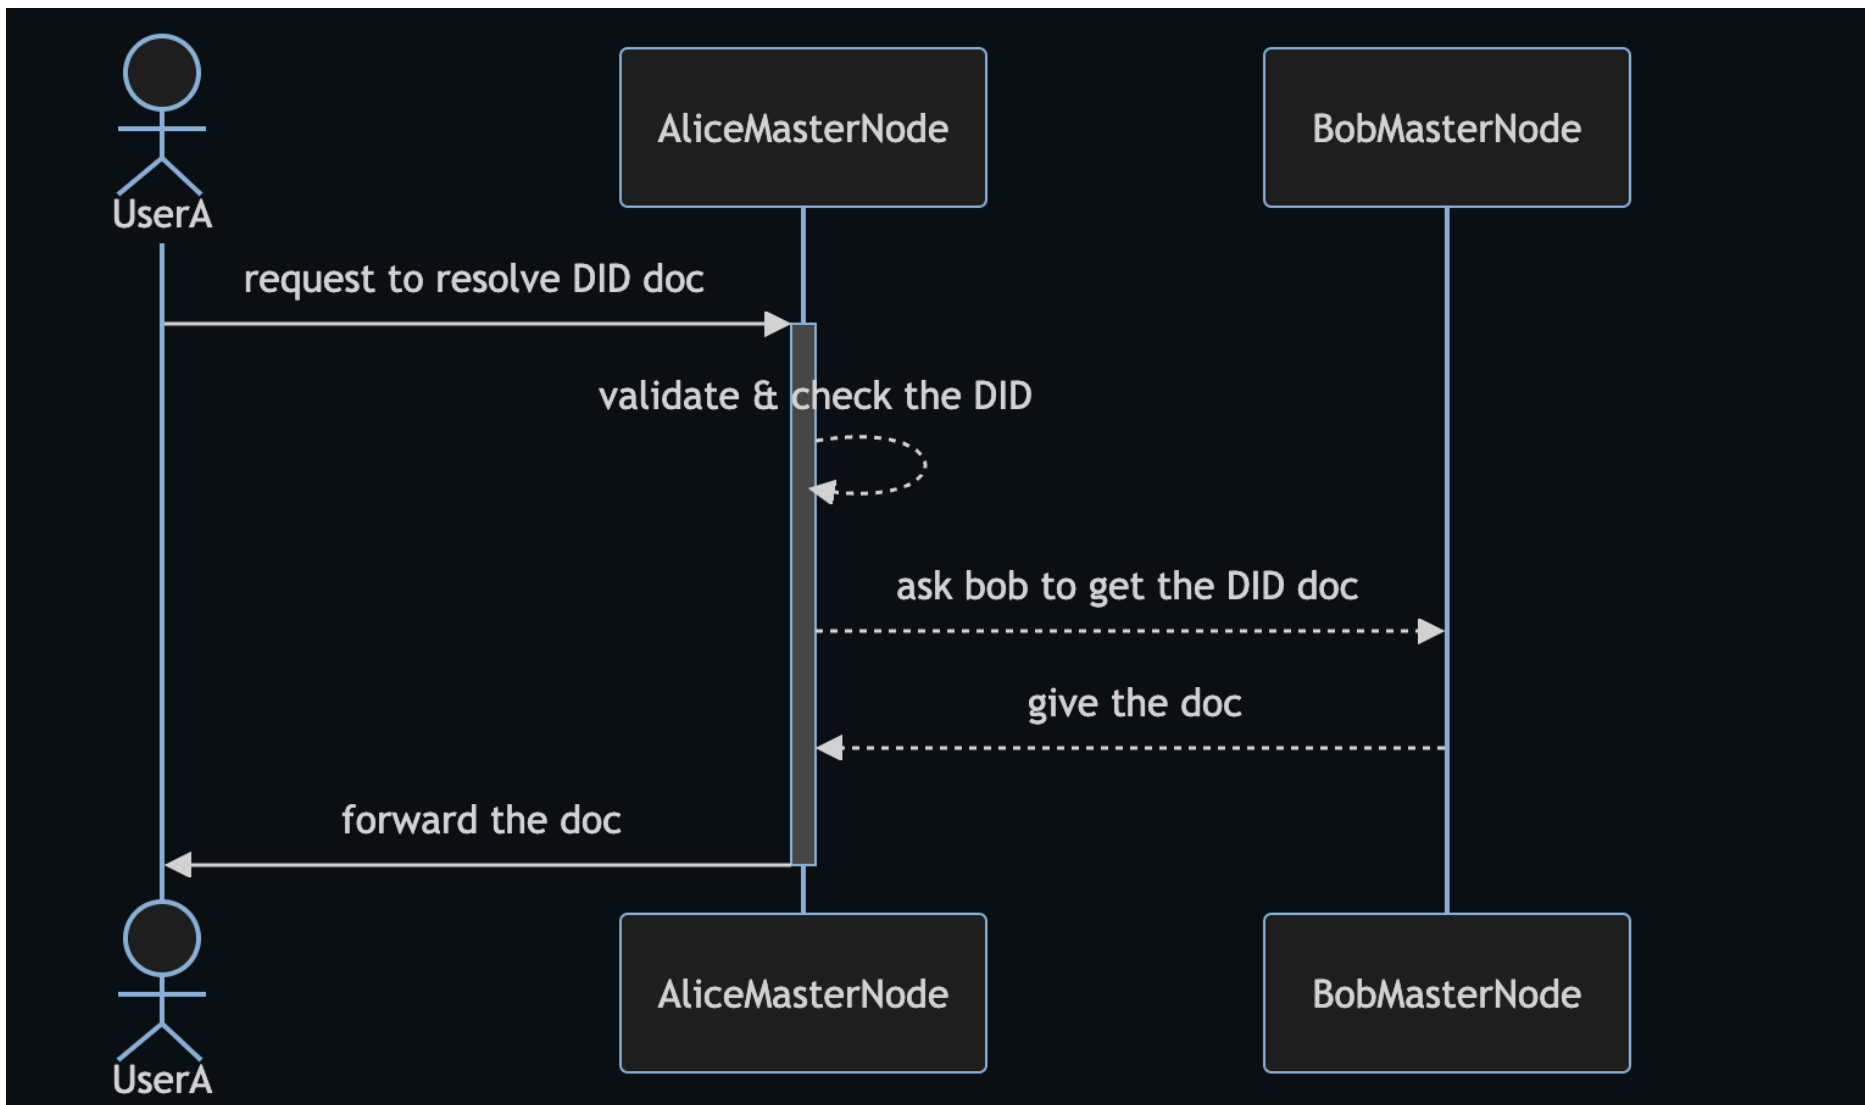 UserA
AliceMasterNode
BobMasterNode
request to resolve DID doc
validate & check the DID
ask bob to get the DID doc
give the doc
forward the doc
UserA
AliceMasterNode
BobMasterNode